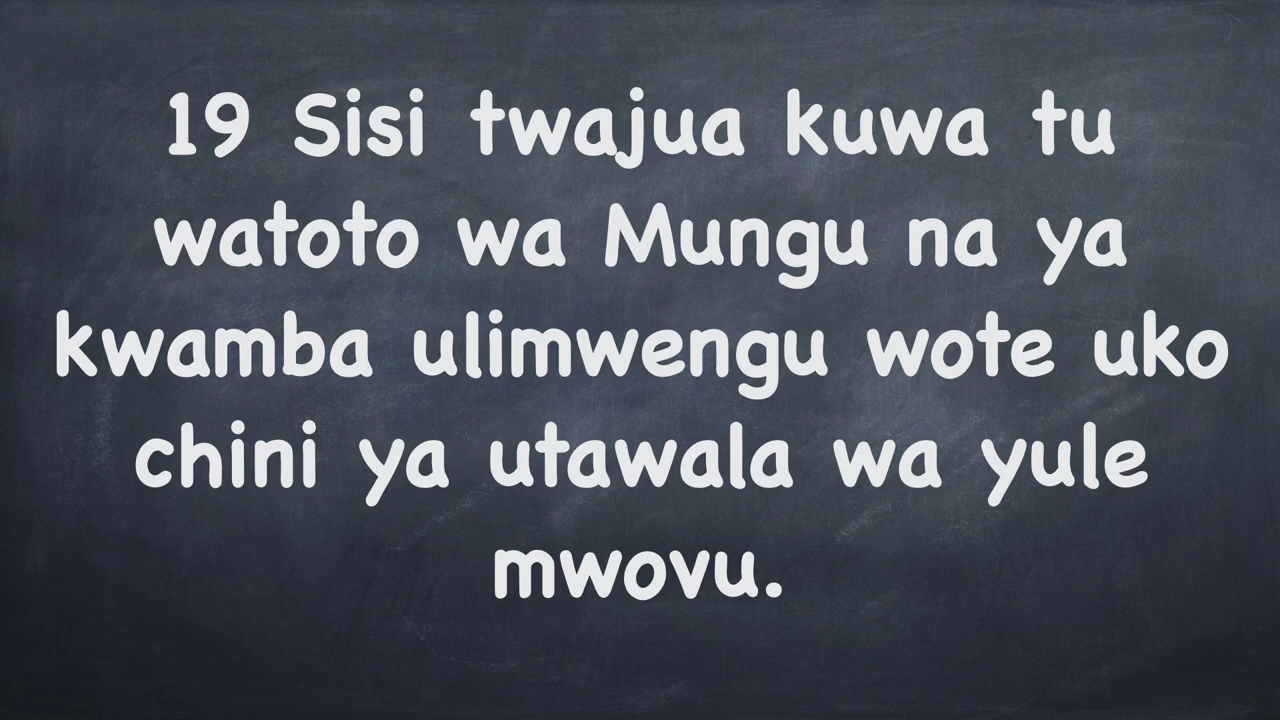 19 Sisi twajua kuwa tu
watoto wa Mungu na ya
kwamba ulimwengu wote uko
chini ya utawala wa yule
mwovu.